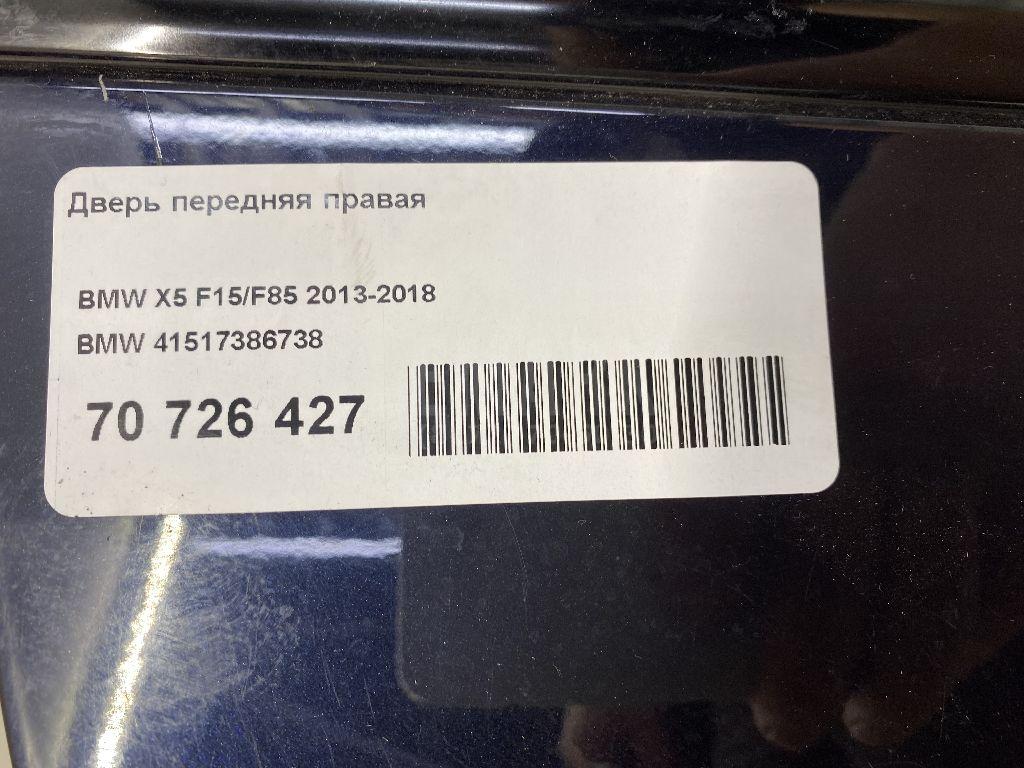 Дверь передняя правая
BMW X5 F15/F85 2013-2018
BMW 41517386738
70 726 427